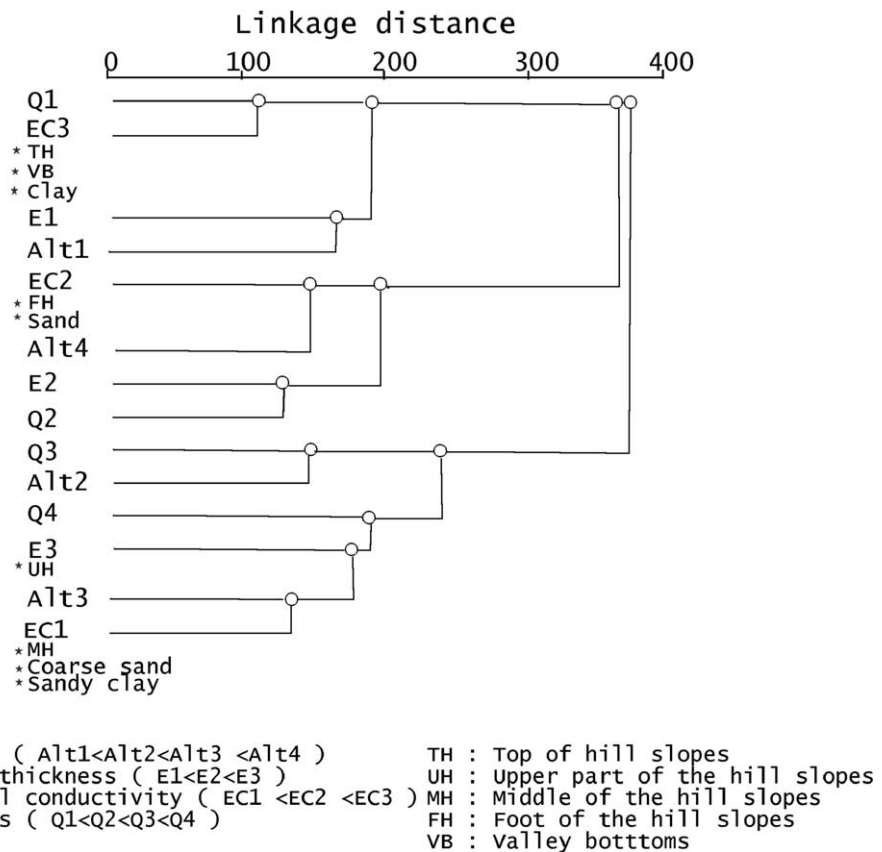 Linkage distance
0 100 200 300 400
Q1
EC3
* TH
* VB
* Clay
E1
Alt1
EC2
* FH
* Sand
Alt4
E2
Q2
Q3
Alt2
Q4
E3
* UH
Alt3
EC1
* MH
* Coarse sand
* Sandy clay
( Alt1<Alt2<Alt3 <Alt4 ) TH : Top of hill slopes
thickness ( E1<E2<E3 ) UH : Upper part of the hill slopes
l conductivity ( EC1 <EC2 <EC3 ) MH : Middle of the hill slopes
s ( Q1<Q2<Q3<Q4 ) FH : Foot of the hill slopes
VB : Valley botttoms